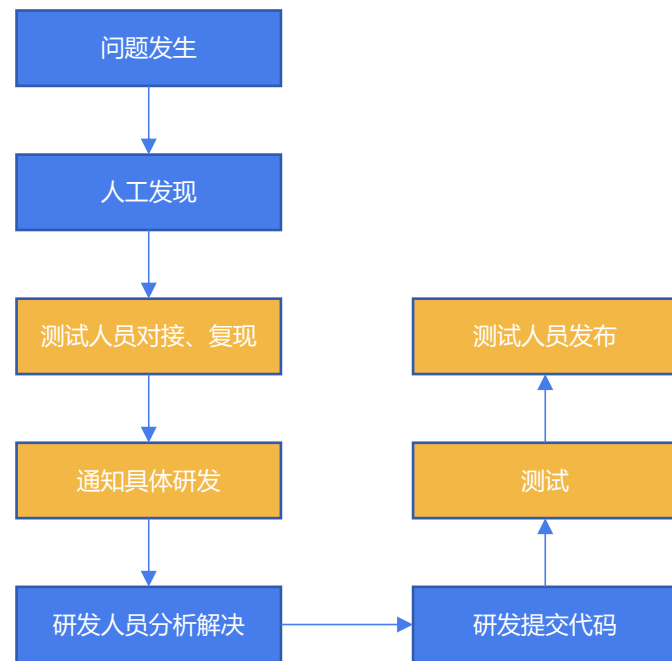 问题发生
人工发现
测试人员对接、复现
通知具体研发
研发人员分析解决
研发提交代码
测试
测试人员发布